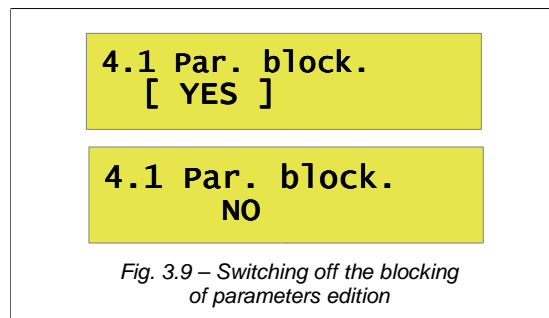 4.1 Par. block.
[ YES ]
4.1 Par. block.
NO
Fig. 3.9 – Switching off the blocking
of parameters edition